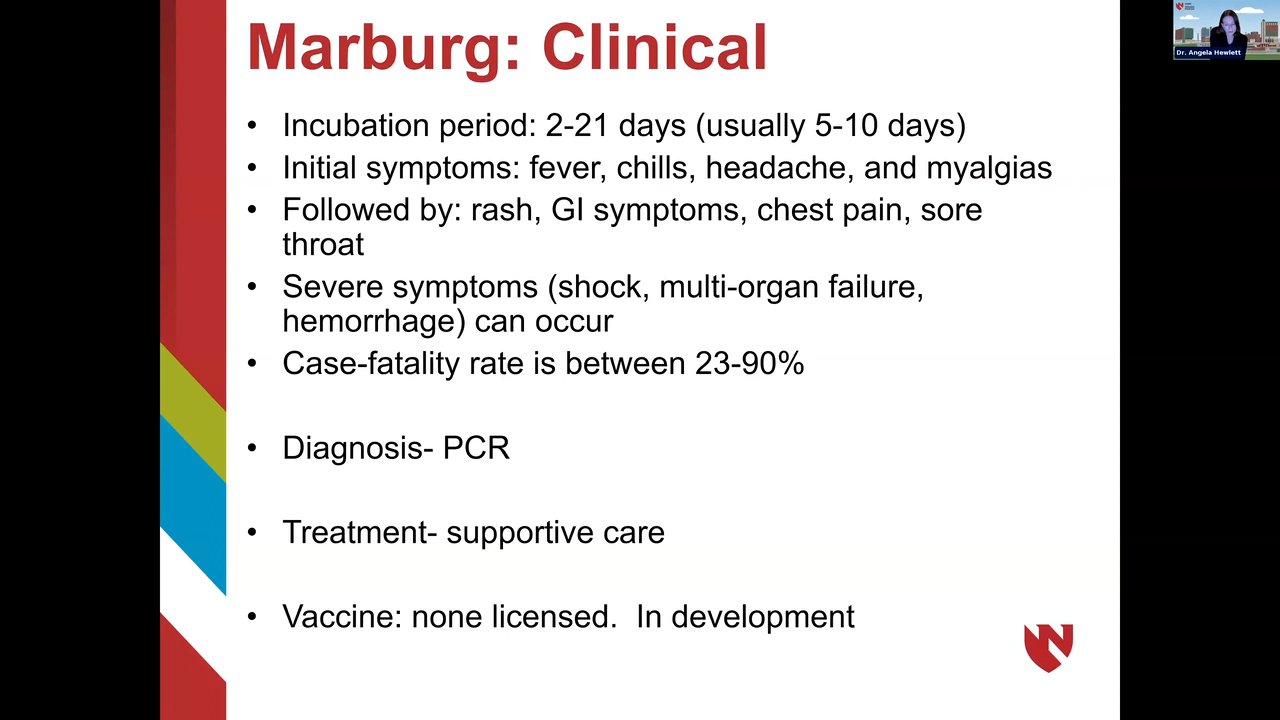 Marburg: Clinical
• Incubation period: 2-21 days (usually 5-10 days)
• Initial symptoms: fever, chills, headache, and myalgias
• Followed by: rash, GI symptoms, chest pain, sore
throat
• Severe symptoms (shock, multi-organ failure,
hemorrhage) can occur
• Case-fatality rate is between 23-90%
• Diagnosis- PCR
• Treatment- supportive care
• Vaccine: none licensed.  In development
Dr. Angela Hewlett